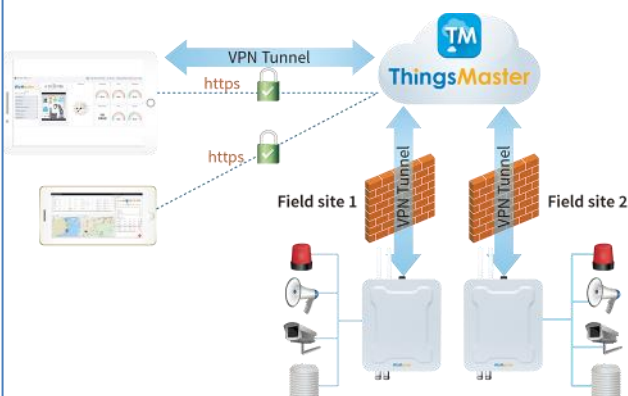 TM
VPN Tunnel
ThingsMaster
https
https
Field site 1
VPN Tunnel
VPN Tunnel
Field site 2